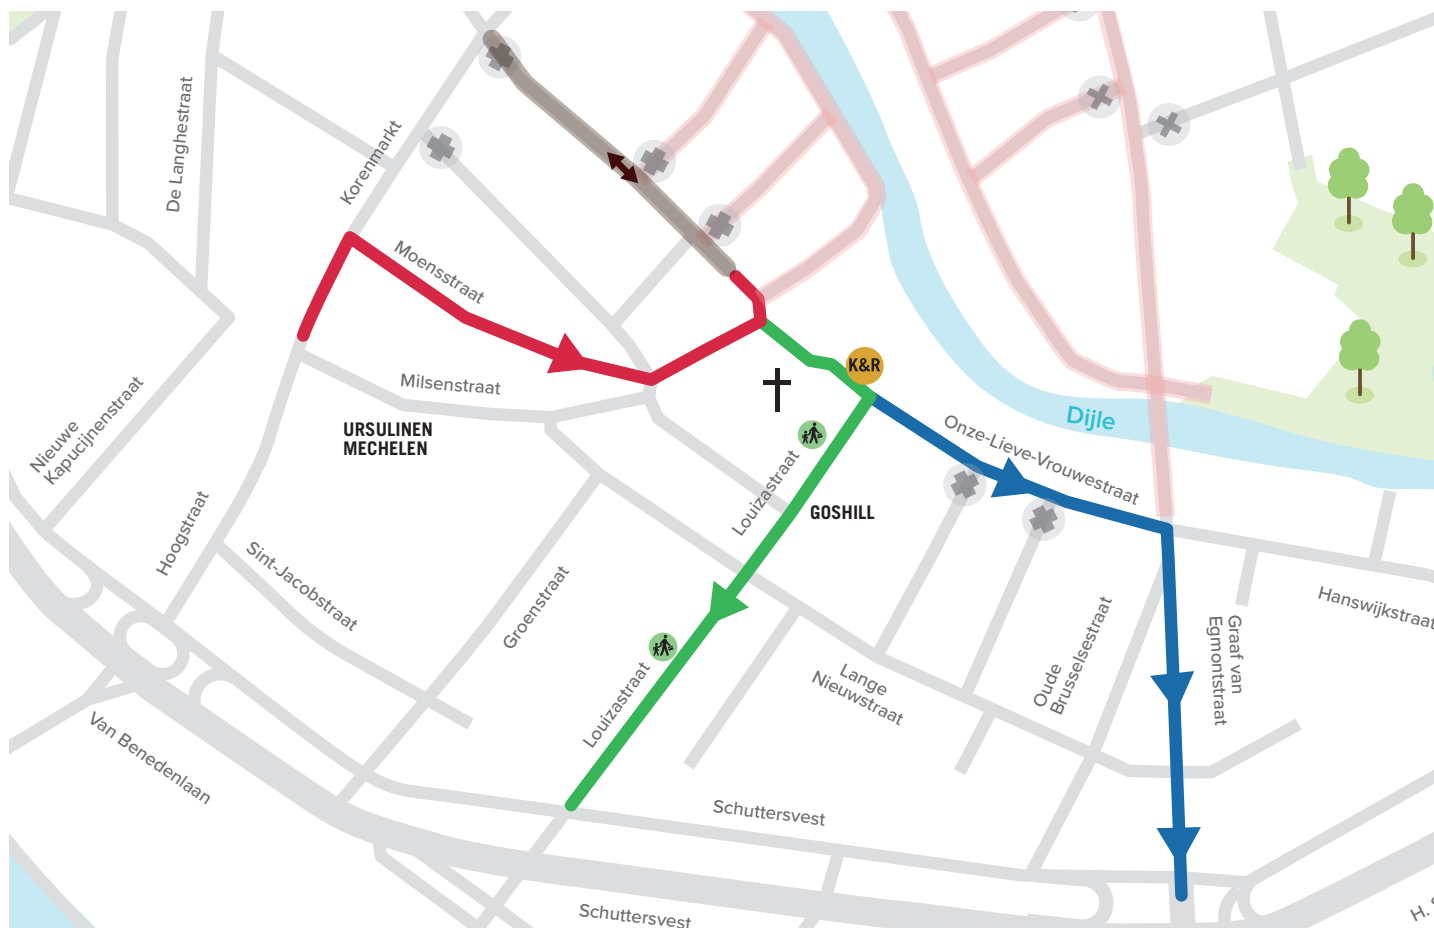 De Langhestraat
Korenmarkt
Moensstraat
K&R
Milsenstraat
Dijle
Onze-Lieve-Vrouwestraat
URSULINEN
MECHELEN
Nieuwe
Kapucijnenstraat
Louizastraat
GOSHILL
Hoogstraat
Sint-Jacobstraat
Groenstraat
Hanswijkstraat
Graaf van
Egmontstraat
Oude
Brusselsestraat
Lange
Nieuwstraat
Louizastraat
Van Benedenlaan
Schuttersvest
Schuttersvest
H.